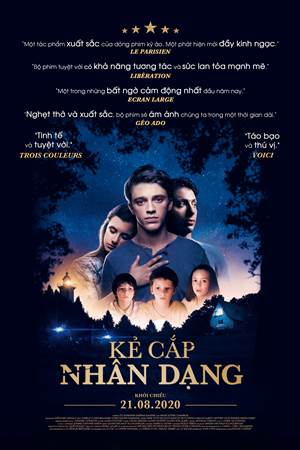 "Một tác phẩm xuất sắc của dòng phim kỳ ảo. Một phát hiện mới đầy kinh ngạc."
LE PARISIEN
"Bộ phim tuyệt vời có khả năng tương tác và sức lan tỏa mạnh mẽ."
LIBÉRATION
"Một trong những bất ngờ cảm động nhất đầu năm nay."
ECRAN LARGE
"Nghẹt thở và xuất sắc, bộ phim sẽ ám ảnh chúng ta trong một thời gian dài."
GÉO ADO
"Tinh tế
và tuyệt vời."
TROIS COULEURS
"Táo bạo
và thú vị."
VOICI
KẺ CẮP
NHÂN DẠNG
KHỞI CHIẾU
21.08.2020